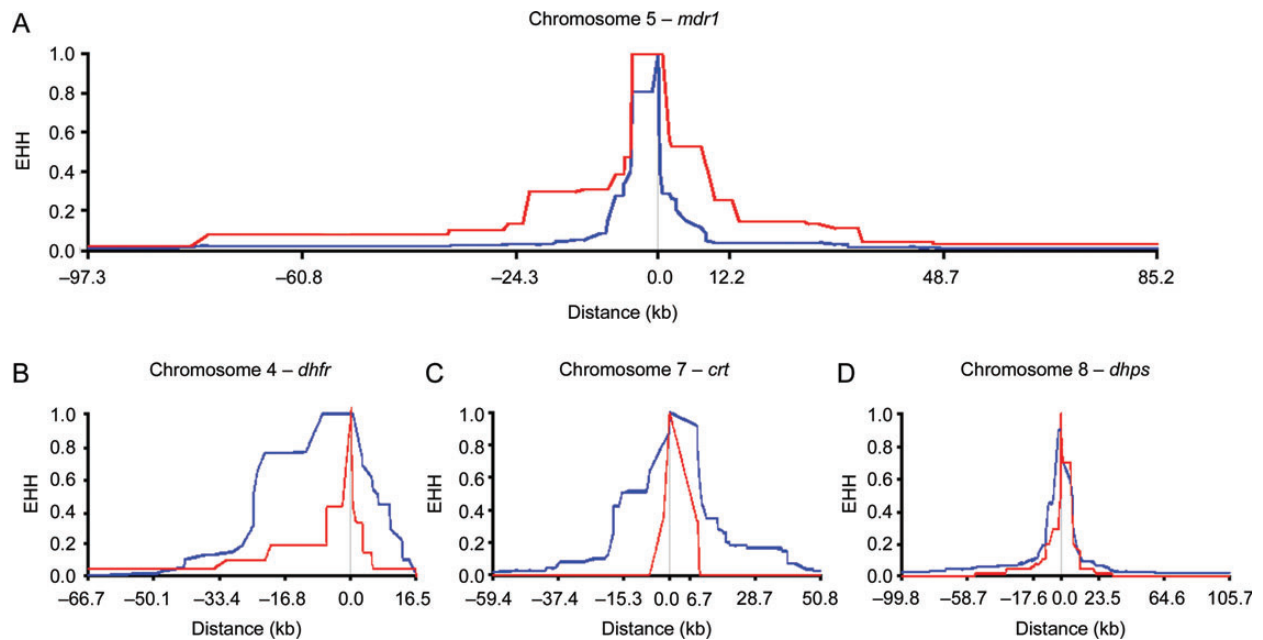 A
Chromosome 5 – mdr1
EHH
1.0
0.8
0.6
0.4
0.2
0.0
–97.3 –60.8 –24.3 0.0 12.2 48.7 85.2
Distance (kb)
B
Chromosome 4 – dhfr
EHH
1.0
0.8
0.6
0.4
0.2
0.0
–66.7 –50.1 –33.4 –16.8 0.0 16.5
Distance (kb)
C
Chromosome 7 – crt
EHH
1.0
0.8
0.6
0.4
0.2
0.0
–59.4 –37.4 –15.3 0.0 6.7 28.7 50.8
Distance (kb)
D
Chromosome 8 – dhps
EHH
1.0
0.8
0.6
0.4
0.2
0.0
–99.8 –58.7 –17.6 0.0 23.5 64.6 105.7
Distance (kb)